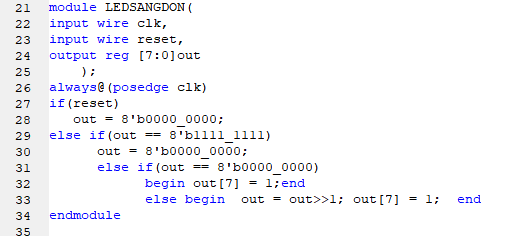 21 module LEDSANGDON(
22 input wire clk,
23 input wire reset,
24 output reg [7:0]out
25     );
26 always@(posedge clk)
27 if(reset)
28    out = 8'b0000_0000;
29 else if(out == 8'b1111_1111)
30       out = 8'b0000_0000;
31       else if(out == 8'b0000_0000)
32             begin out[7] = 1;end
33             else begin  out = out>>1; out[7] = 1;  end
34 endmodule
35